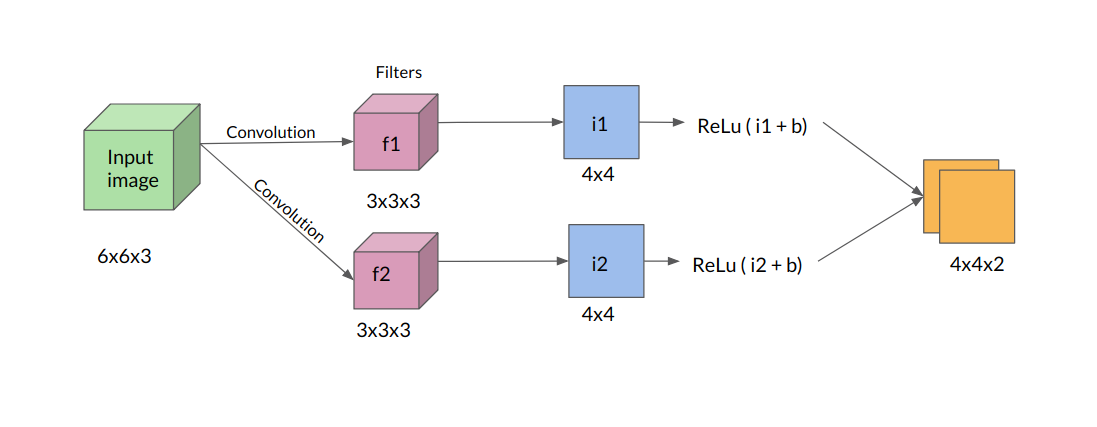 Filters
Input
image
6x6x3
Convolution
f1
3x3x3
i1
4x4
ReLu ( i1 + b)
Convolution
f2
3x3x3
i2
4x4
ReLu ( i2 + b)
4x4x2